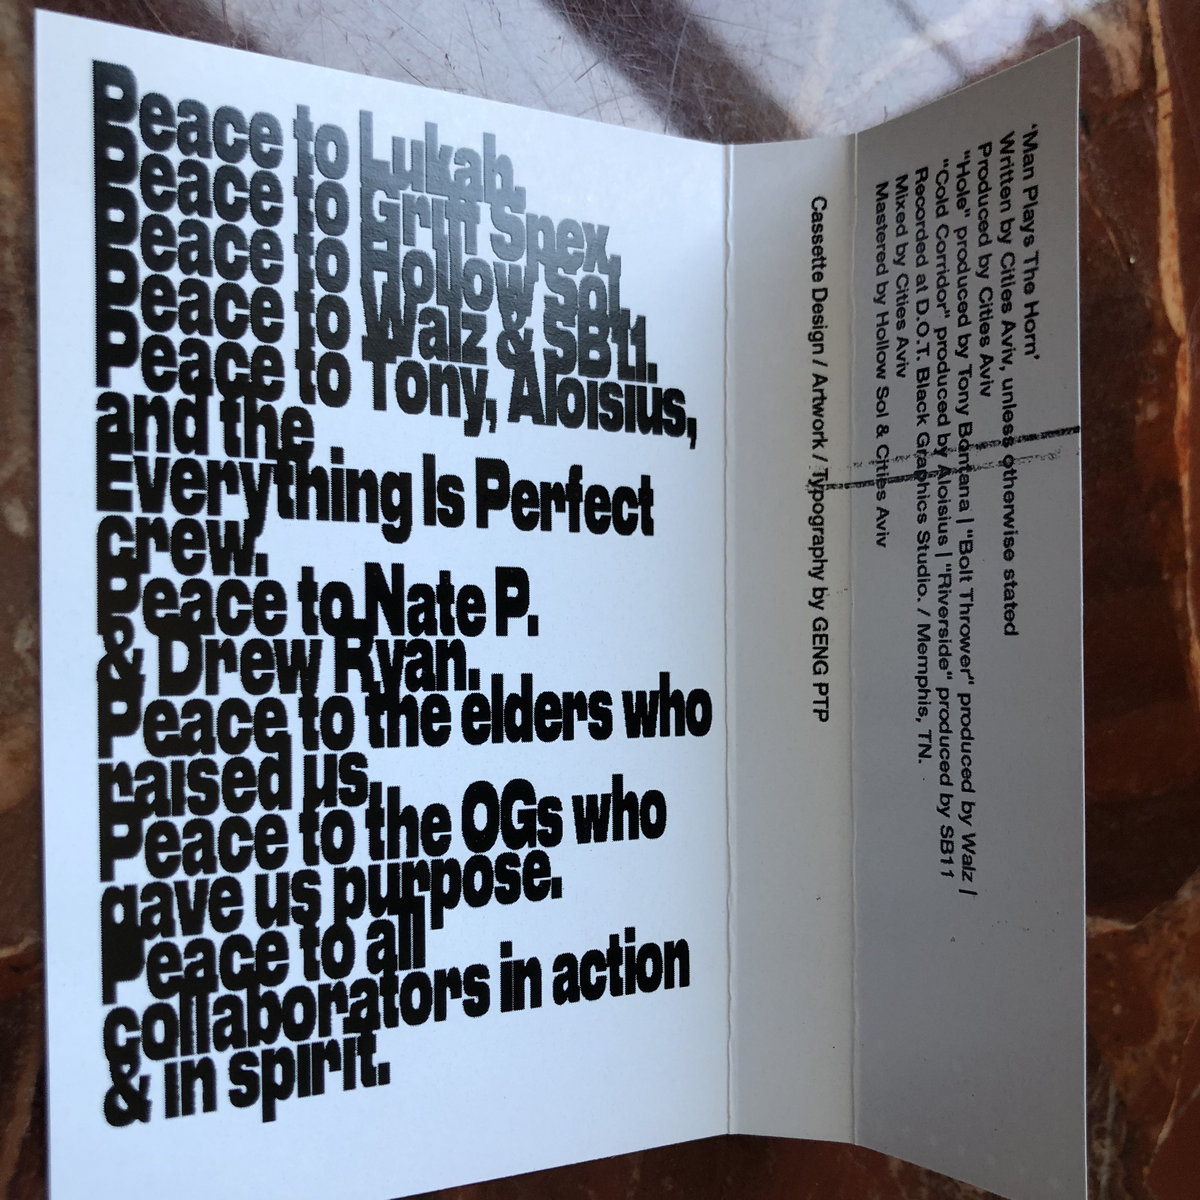 Peace to Lukah.
Peace to Grift Spex,
Peace to Hollow Sol,
Peace to Walz & SB11.
Peace to Tony, Aloisius,
and the
Everything Is Perfect
crew.
Peace to Nate P.
& Drew Ryan.
Peace to the elders who
raised us,
Peace to the OGs who
gave us purpose.
Peace to all
collaborators in action
& in spirit.
Cassette Design / Artwork / Typography by GENG PTP
'Man Plays The Horn'
Written by Cities Aviv, unless otherwise stated
Produced by Cities Aviv
"Hole" produced by Tony Bontana | "Bolt Thrower" produced by Walz |
"Cold Corridor" produced by Aloisius | "Riverside" produced by SB11
Recorded at D.O.T. Black Graphics Studio. / Memphis, TN.
Mixed by Cities Aviv
Mastered by Hollow Sol & Cities Aviv